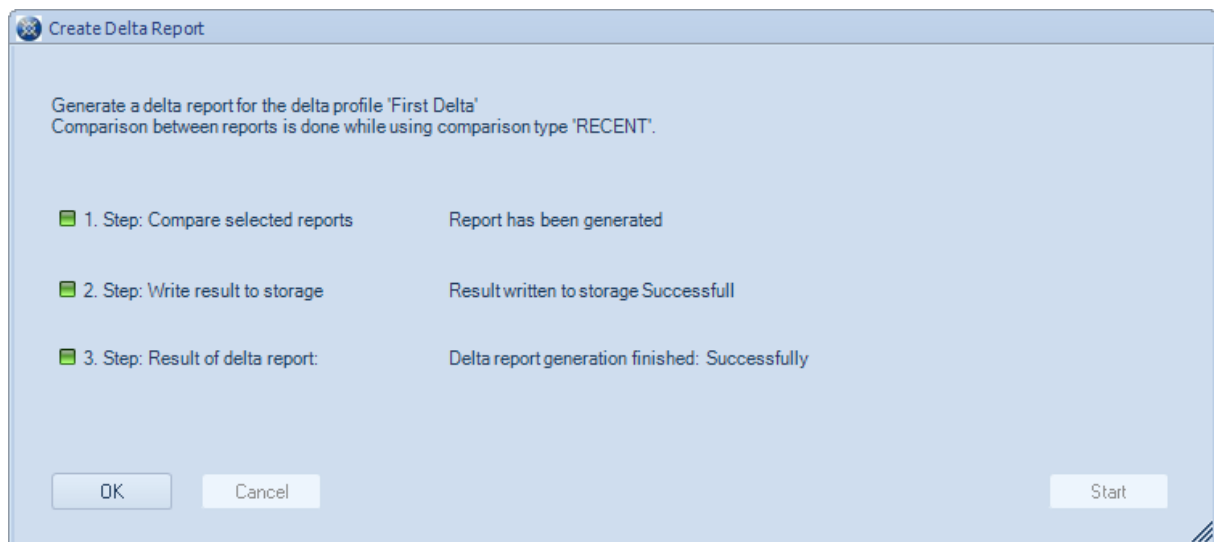 Create Delta Report
Generate a delta report for the delta profile 'First Delta'
Comparison between reports is done while using comparison type 'RECENT'.
1. Step: Compare selected reports Report has been generated
2. Step: Write result to storage Result written to storage Successfull
3. Step: Result of delta report: Delta report generation finished: Successfully
OK Cancel Start